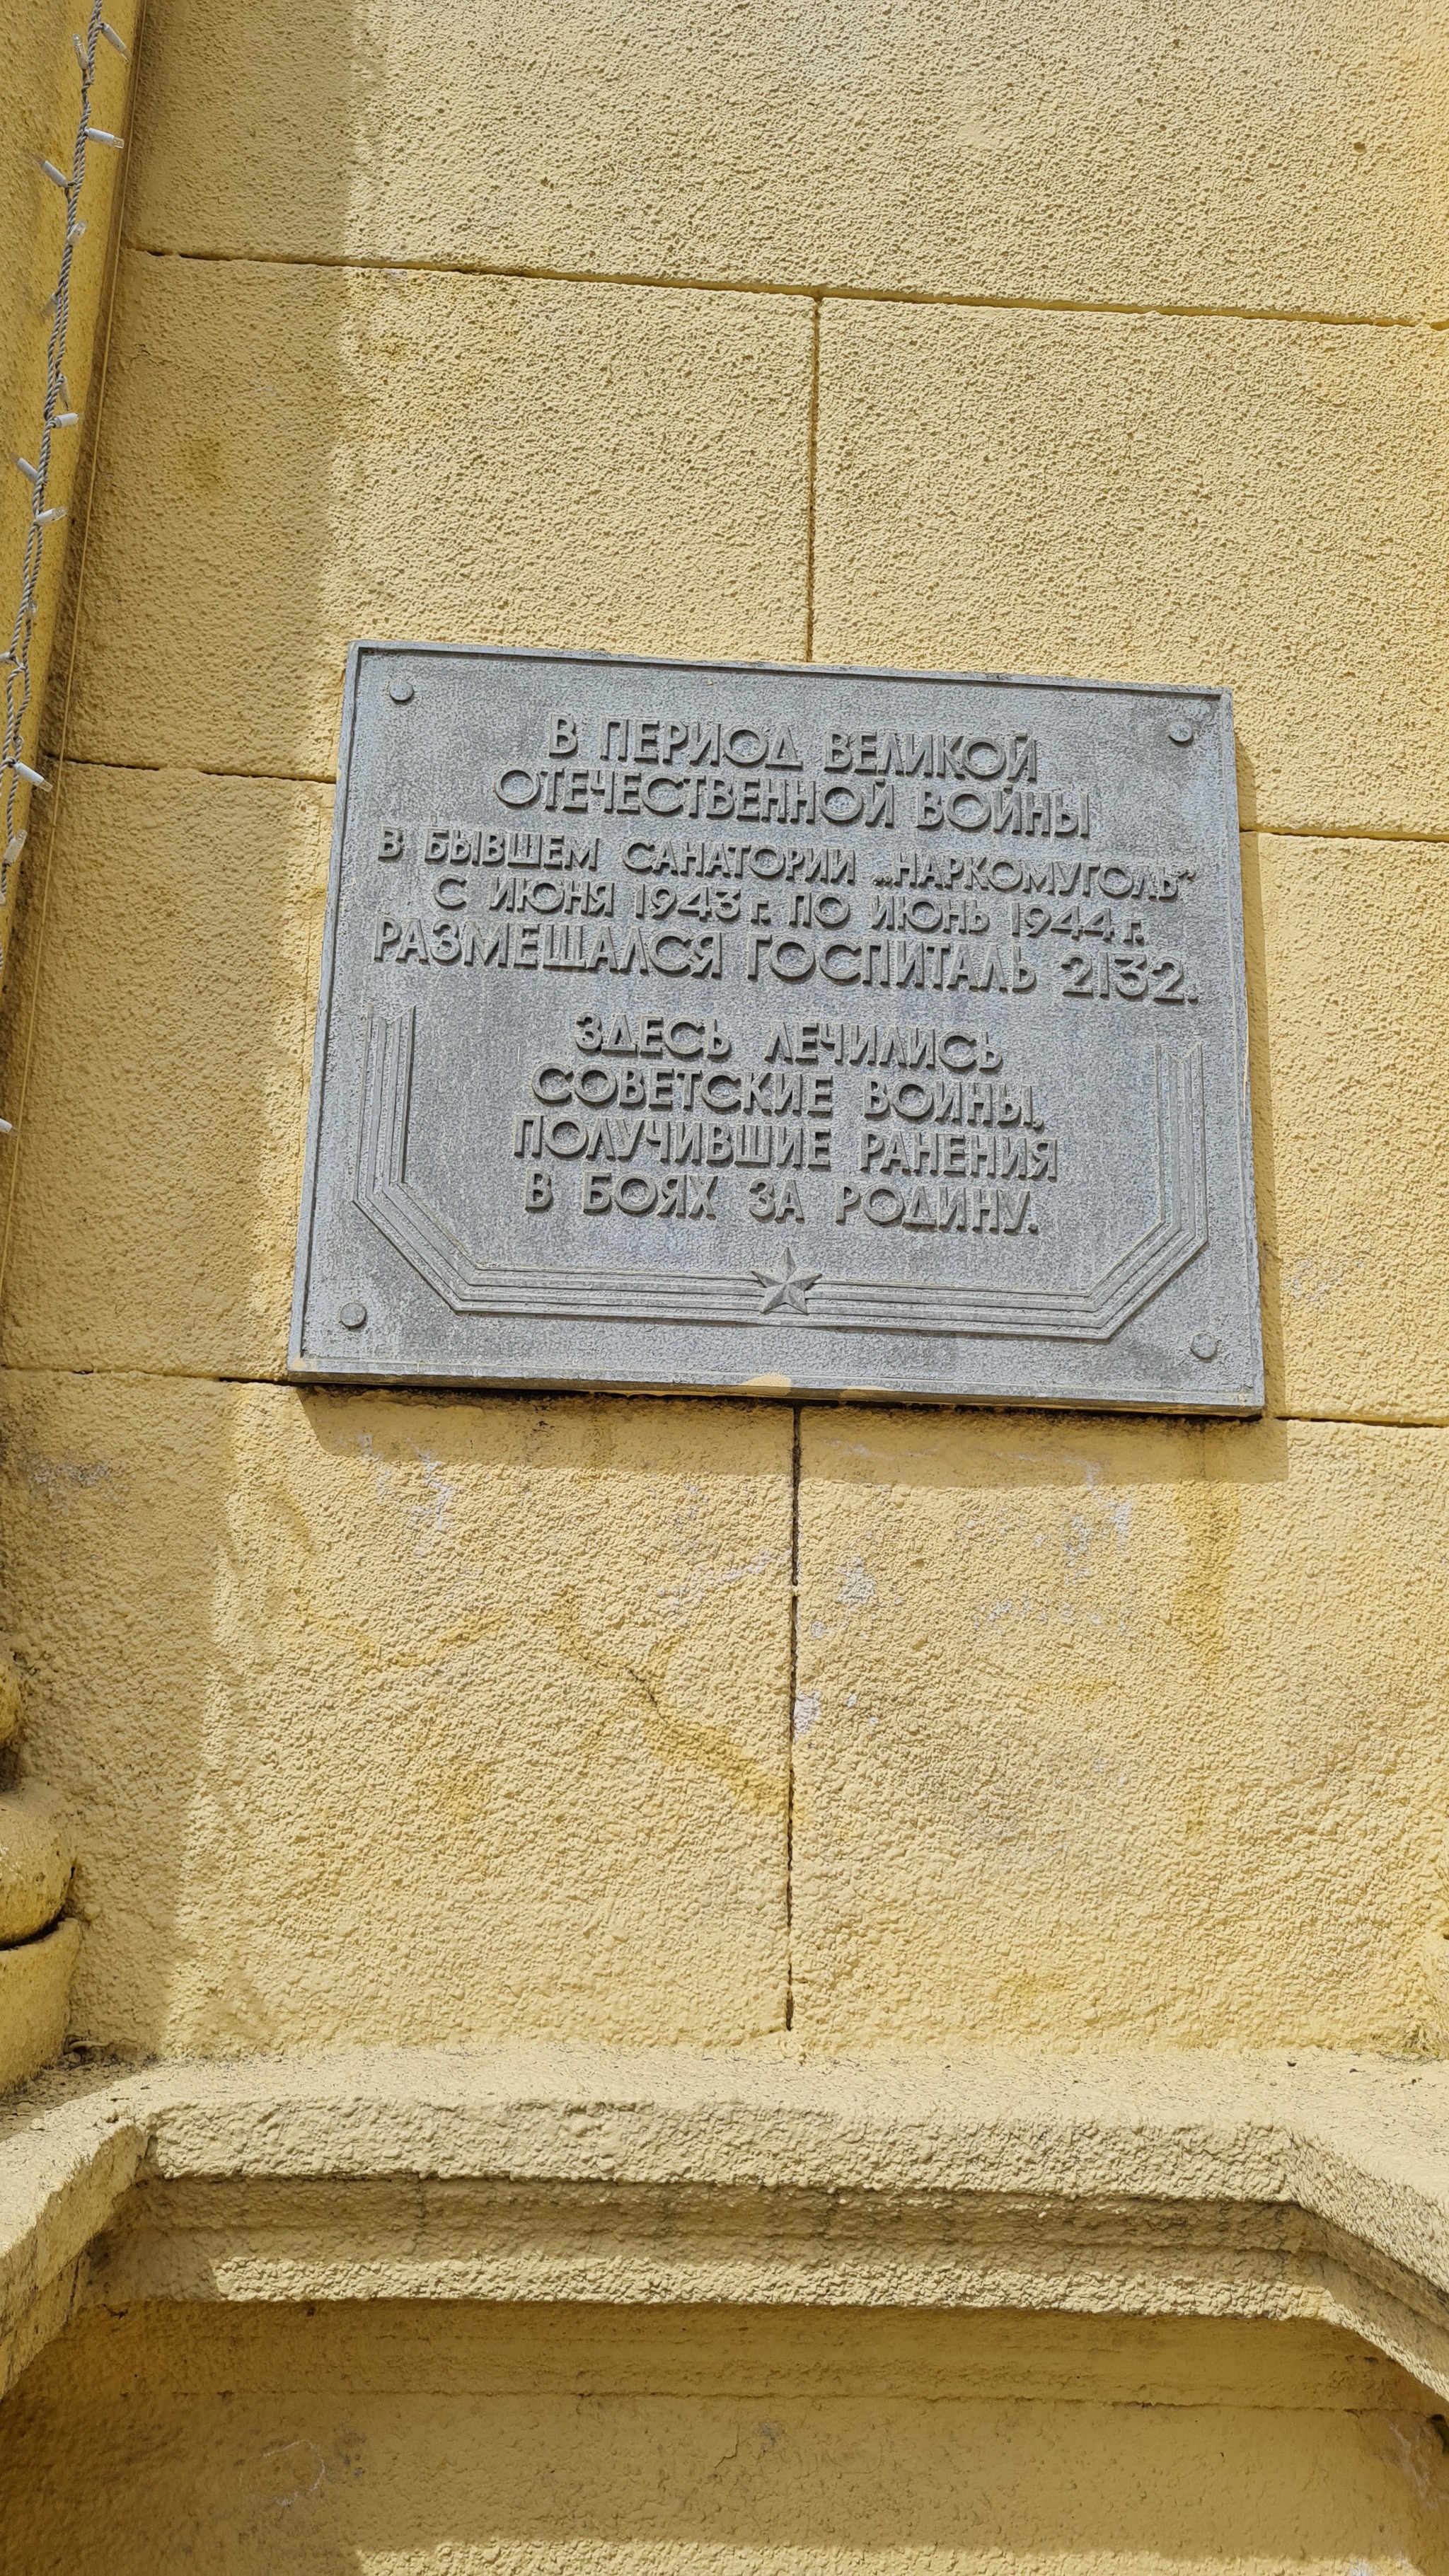 В ПЕРИОД ВЕЛИКОЙ
ОТЕЧЕСТВЕННОЙ ВОЙНЫ
В БЫВШЕМ САНАТОРИИ „НАРКОМУГОЛЬ”
С ИЮНЯ 1943 г. ПО ИЮНЬ 1944 г.
РАЗМЕЩАЛСЯ ГОСПИТАЛЬ 2132.
ЗДЕСЬ ЛЕЧИЛИСЬ
СОВЕТСКИЕ ВОИНЫ,
ПОЛУЧИВШИЕ РАНЕНИЯ
В БОЯХ ЗА РОДИНУ.